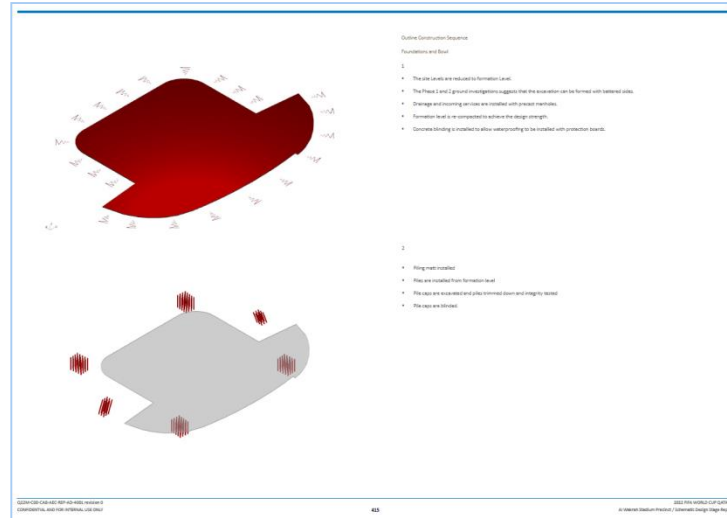 Outline Construction Sequence
Foundations and Bowl
1
• The site Levels are reduced to formation Level.
• The Phase 1 and 2 ground investigations suggests that the excavation can be formed with battered sides.
• Drainage and incoming services are installed with precast manholes.
• Formation level is re-compacted to achieve the design strength.
• Concrete blinding is installed to allow waterproofing to be installed with protection boards.
2
• Piling matt installed
• Piles are installed from formation level
• Pile caps are excavated and piles trimmed down and integrity tested
• Pile caps are blinded
CONFIDENTIAL AND FOR INTERNAL USE ONLY
415
2022 FIFA WORLD CUP QATAR
Al Wakrah Stadium Precinct / Schematic Design Stage